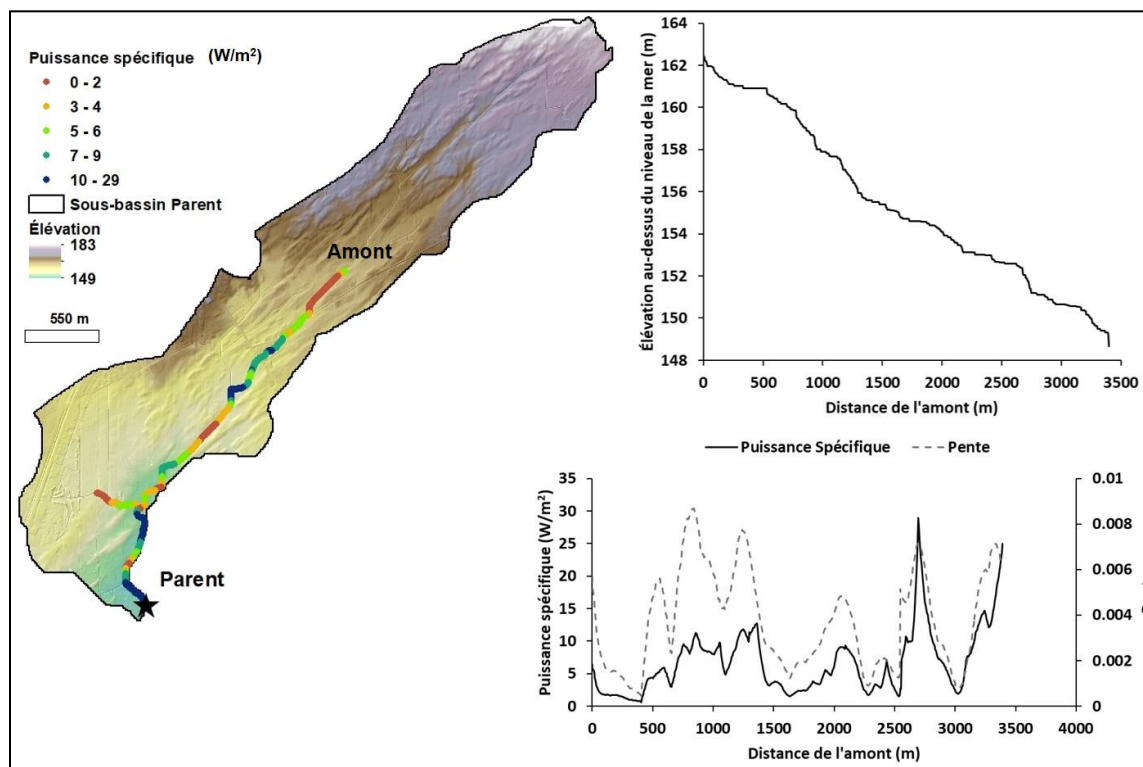 Puissance spécifique (W/m²)
0 - 2
3 - 4
5 - 6
7 - 9
10 - 29
Sous-bassin Parent
Élévation
183
149
550 m
Amont
Parent
Élévation au-dessus du niveau de la mer (m)
164
162
160
158
156
154
152
150
148
0 500 1000 1500 2000 2500 3000 3500
Distance de l'amont (m)
Puissance Spécifique Pente
Puissance spécifique (W/m²)
35
30
25
20
15
10
5
0
0.01
0.008
0.006
0.004
0.002
0
0 500 1000 1500 2000 2500 3000 3500 4000
Distance de l'amont (m)